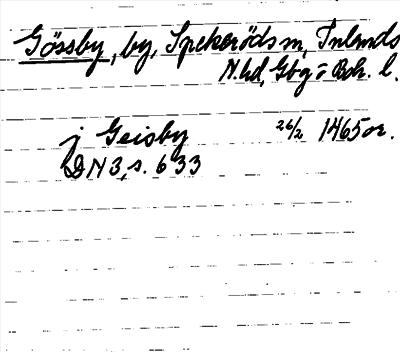 Gössby, by, Spekeröds sn, Inlands
N. hd, Gbg o Boh. l.
j Geisby 26/2 1465 or.
DN 3, s. 633